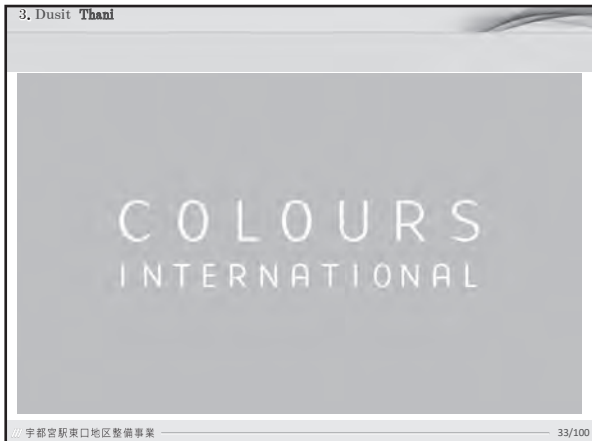 3. Dusit Thani
COLOURS
INTERNATIONAL
/// 宇都宮駅東口地区整備事業
33/100